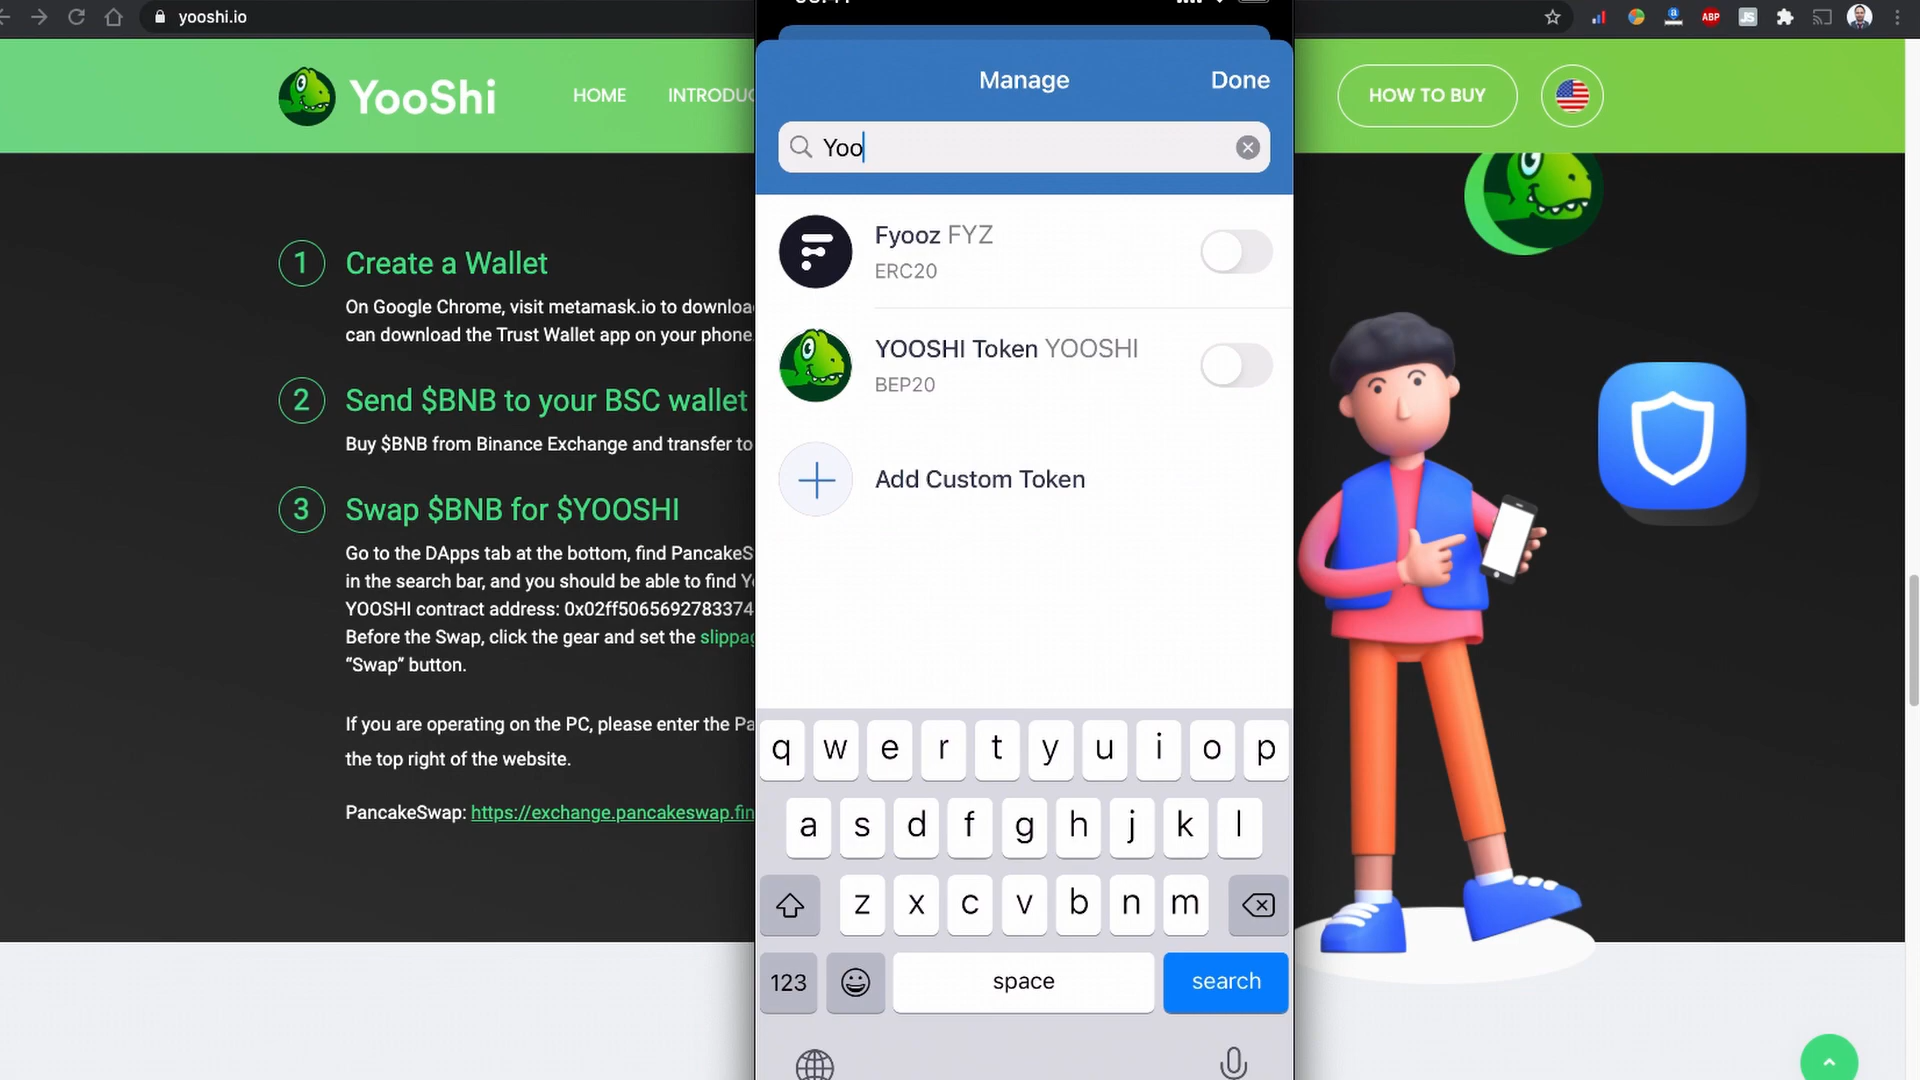 yooshi.io
ABP
YooShi
HOME
INTRODUC
HOW TO BUY
Manage
Done
Yoo
Fyooz FYZ
ERC20
YOOSHI Token YOOSHI
BEP20
Add Custom Token
1 Create a Wallet
On Google Chrome, visit metamask.io to downloa
can download the Trust Wallet app on your phone.
2 Send $BNB to your BSC wallet
Buy $BNB from Binance Exchange and transfer to
3 Swap $BNB for $YOOSHI
Go to the DApps tab at the bottom, find PancakeS
in the search bar, and you should be able to find Y
YOOSHI contract address: 0x02ff5065692783374
Before the Swap, click the gear and set the slippag
“Swap” button.
If you are operating on the PC, please enter the Pa
the top right of the website.
PancakeSwap: https://exchange.pancakeswap.fin
q w e r t y u i o p
a s d f g h j k l
z x c v b n m
123 space search